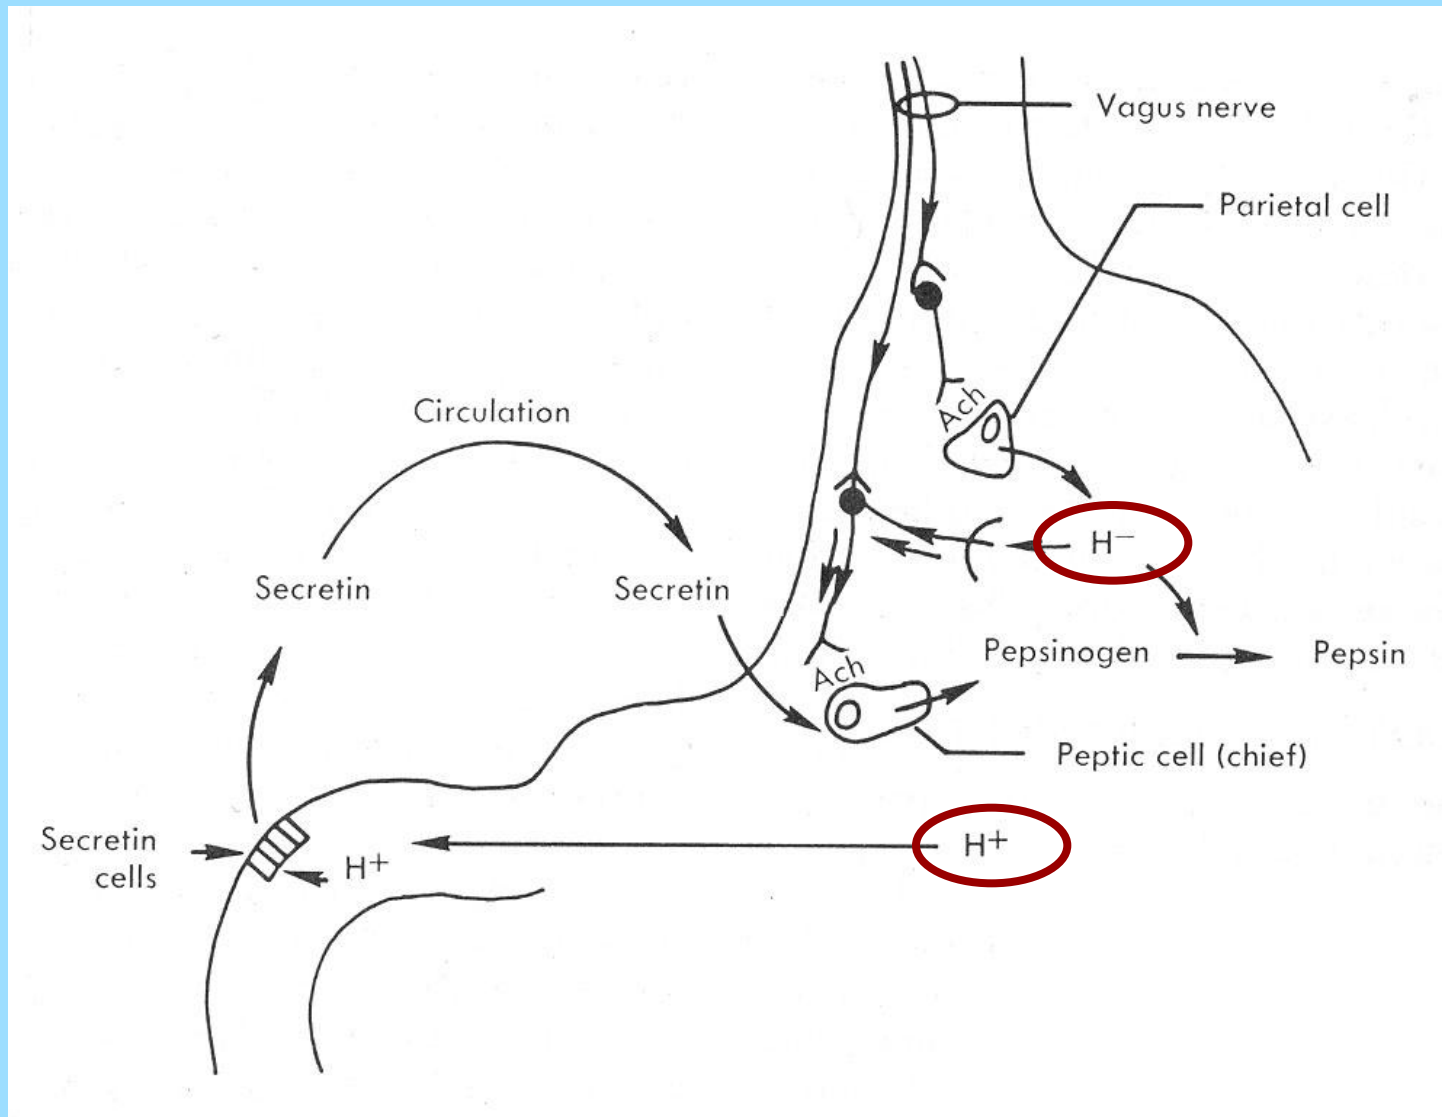 Vagus nerve
Parietal cell
Circulation
Ach
H−
Secretin
Secretin
Pepsinogen
Pepsin
Ach
Peptic cell (chief)
Secretin
cells
H+
H+